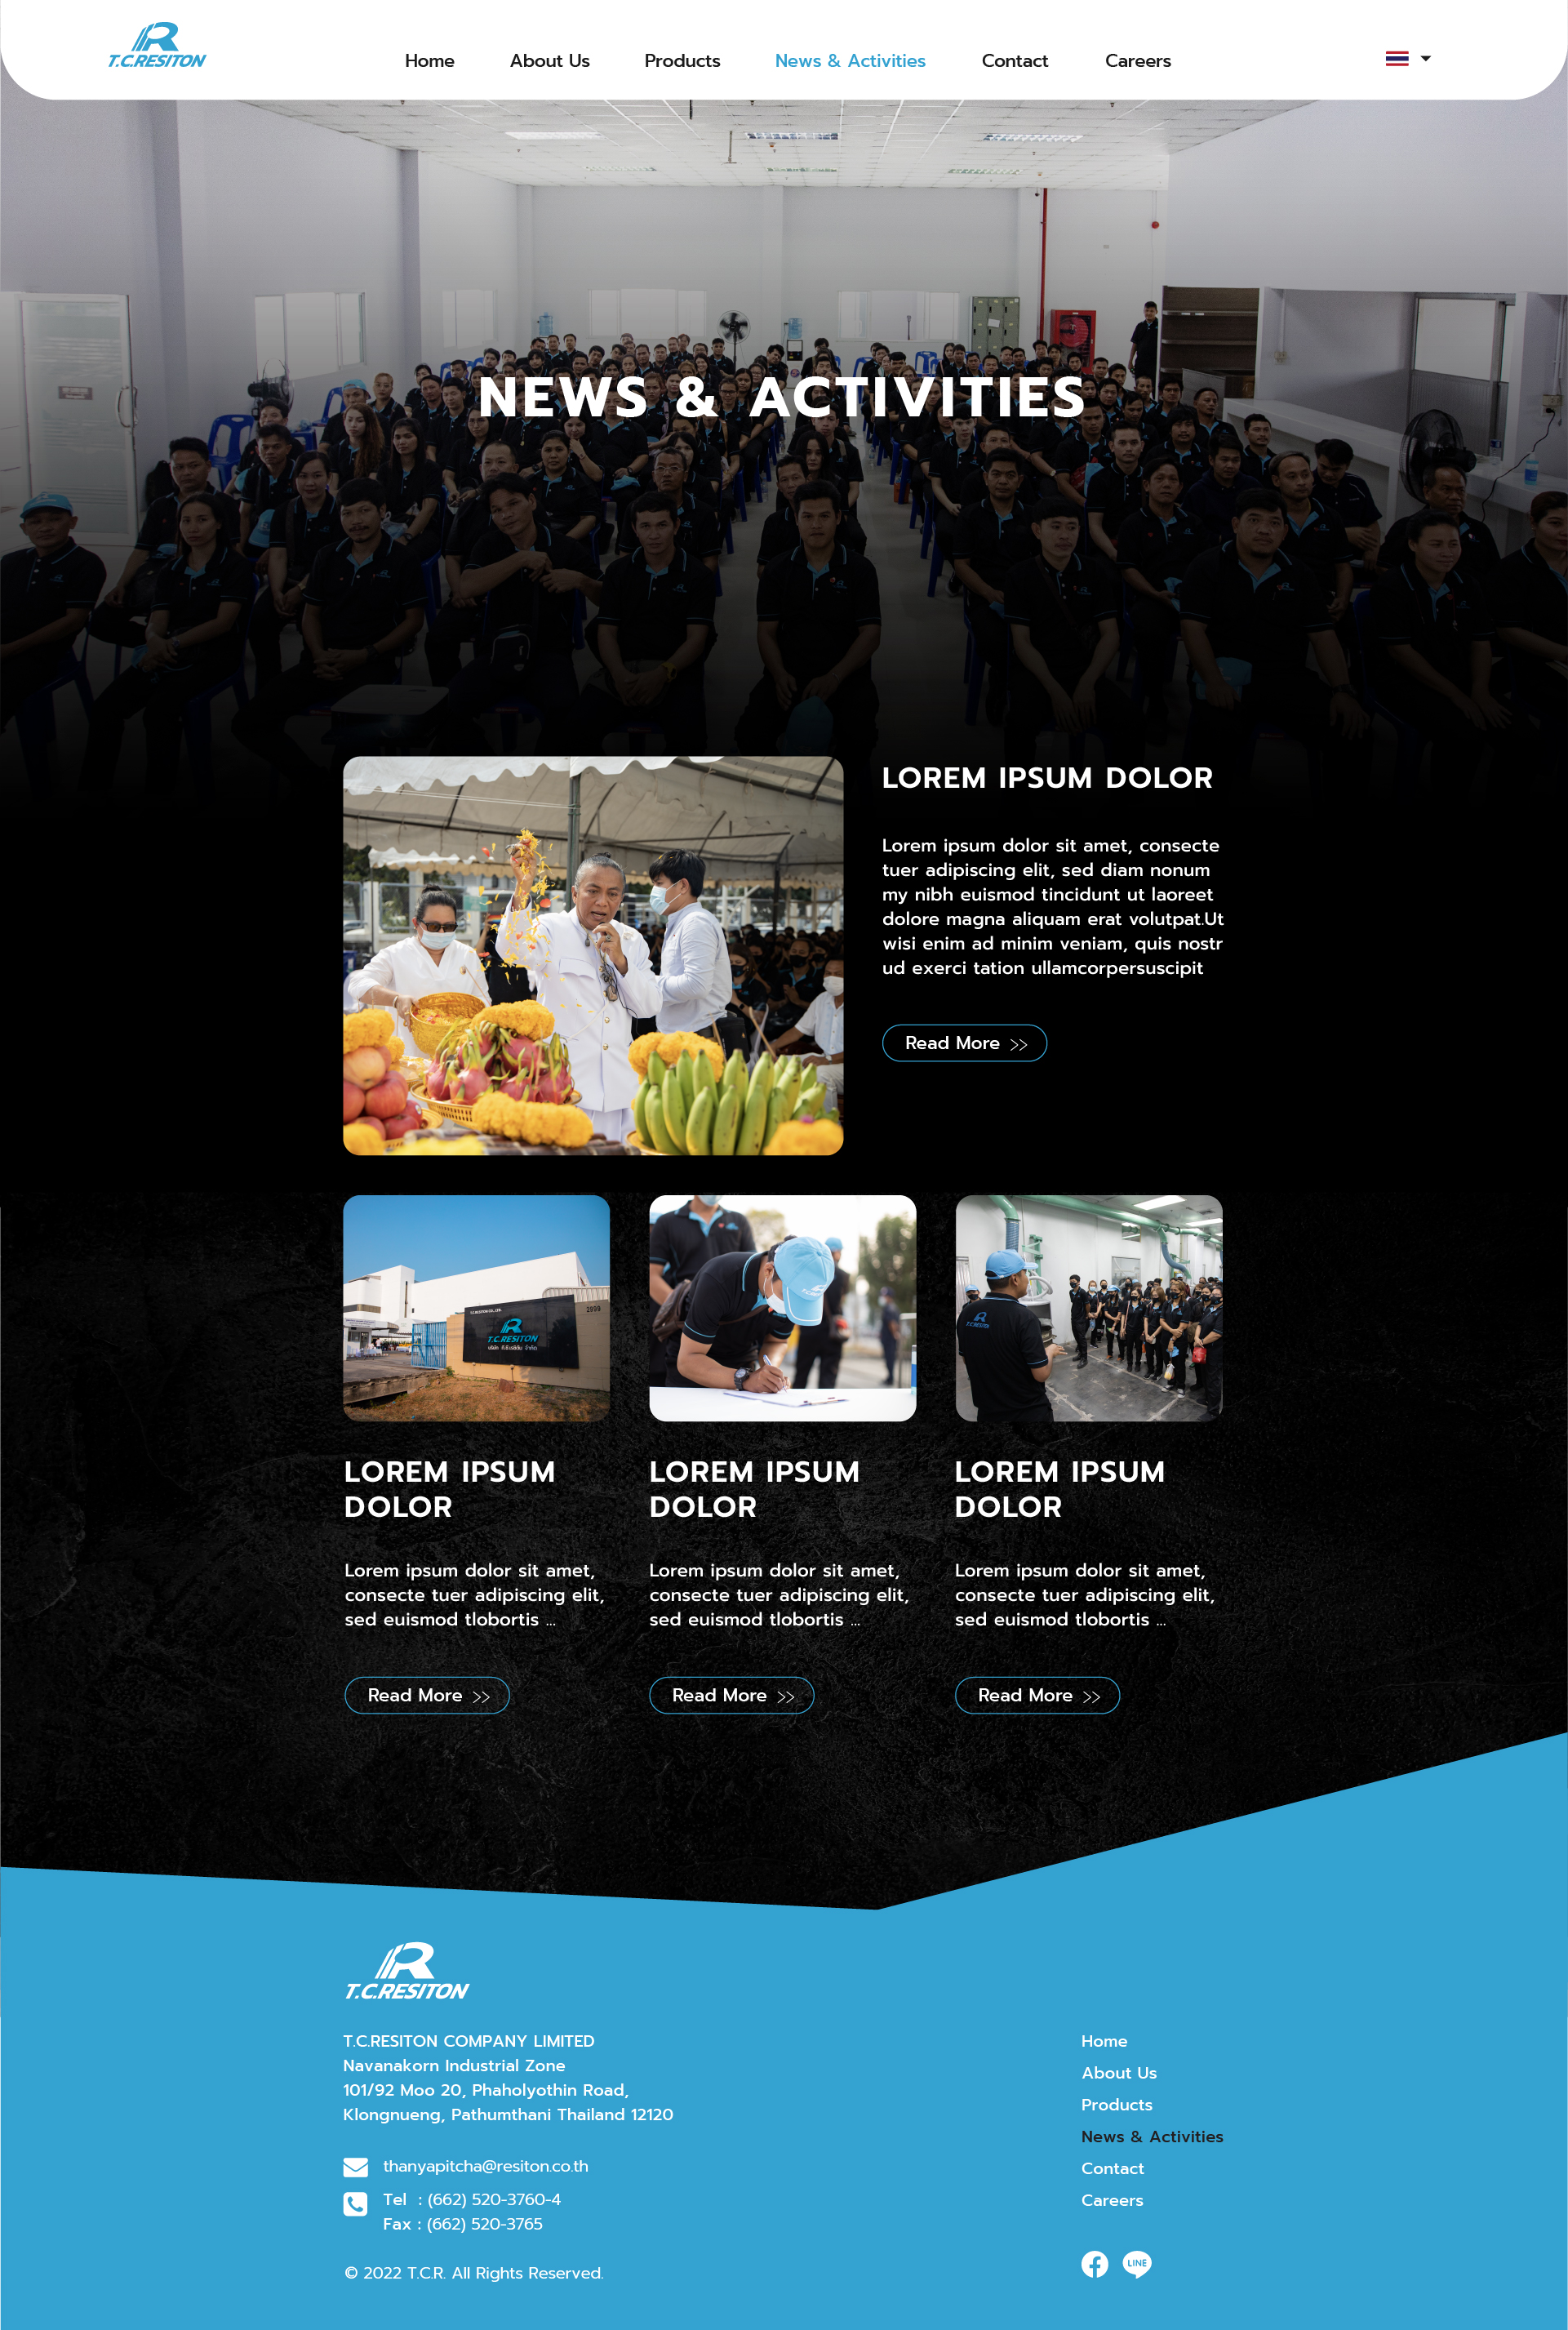 T.C.RESITON
Home
About Us
Products
News & Activities
Contact
Careers
NEWS & ACTIVITIES
LOREM IPSUM DOLOR
Lorem ipsum dolor sit amet, consecte
tuer adipiscing elit, sed diam nonum
my nibh euismod tincidunt ut laoreet
dolore magna aliquam erat volutpat.Ut
wisi enim ad minim veniam, quis nostr
ud exerci tation ullamcorpersuscipit
Read More >>
2999
T.C.RESITON
LOREM IPSUM
DOLOR
Lorem ipsum dolor sit amet,
consecte tuer adipiscing elit,
sed euismod tlobortis ...
Read More >>
LOREM IPSUM
DOLOR
Lorem ipsum dolor sit amet,
consecte tuer adipiscing elit,
sed euismod tlobortis ...
Read More >>
LOREM IPSUM
DOLOR
Lorem ipsum dolor sit amet,
consecte tuer adipiscing elit,
sed euismod tlobortis ...
Read More >>
T.C.RESITON
T.C.RESITON COMPANY LIMITED
Navanakorn Industrial Zone
101/92 Moo 20, Phaholyothin Road,
Klongnueng, Pathumthani Thailand 12120
thanyapitcha@resiton.co.th
Tel : (662) 520-3760-4
Fax : (662) 520-3765
© 2022 T.C.R. All Rights Reserved.
Home
About Us
Products
News & Activities
Contact
Careers
LINE